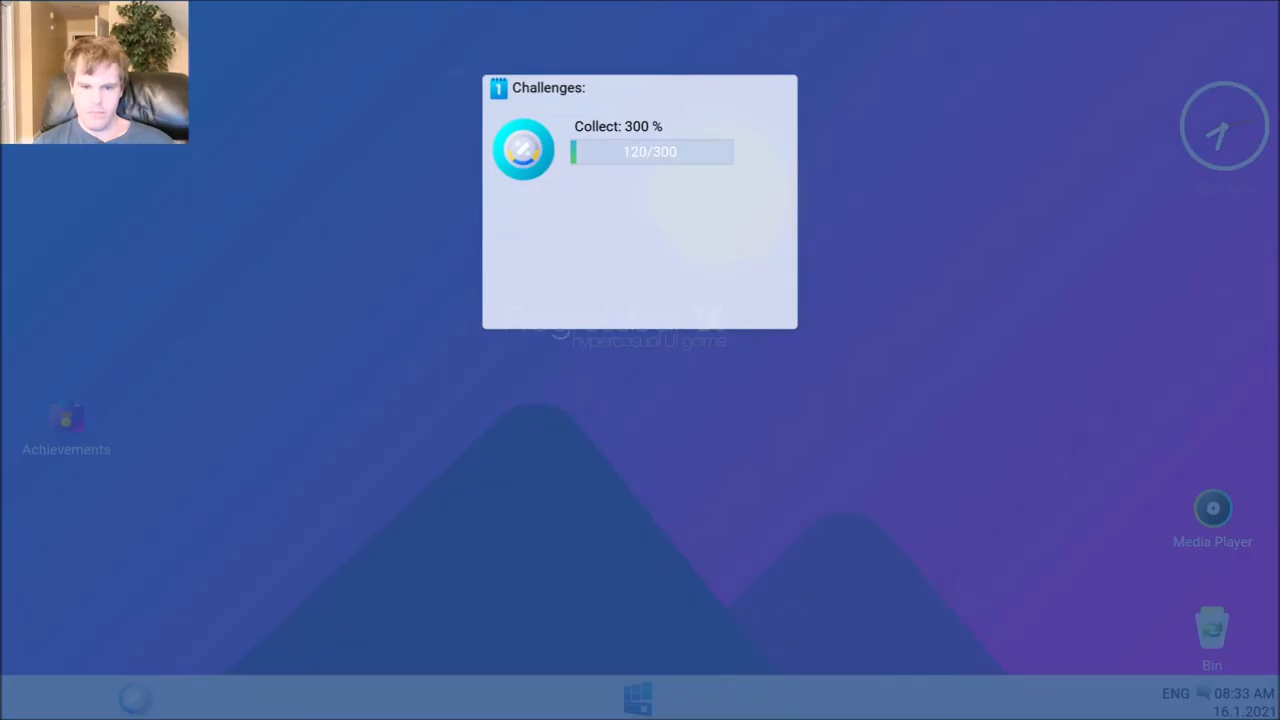 Challenges:
Collect: 300 %
120/300
hypercasual UI game
Achievements
Media Player
Bin
ENG 08:33 AM
16.1.2021